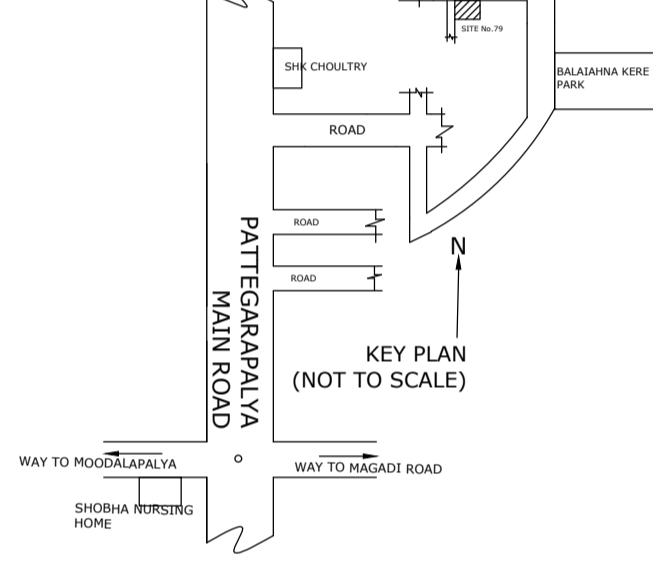 SITE No.79
SHK CHOULTRY
BALAIAHNA KERE
PARK
ROAD
ROAD
ROAD
PATTEGARAPALYA
MAIN ROAD
N
KEY PLAN
(NOT TO SCALE)
WAY TO MOODALAPALYA
WAY TO MAGADI ROAD
SHOBHA NURSING
HOME